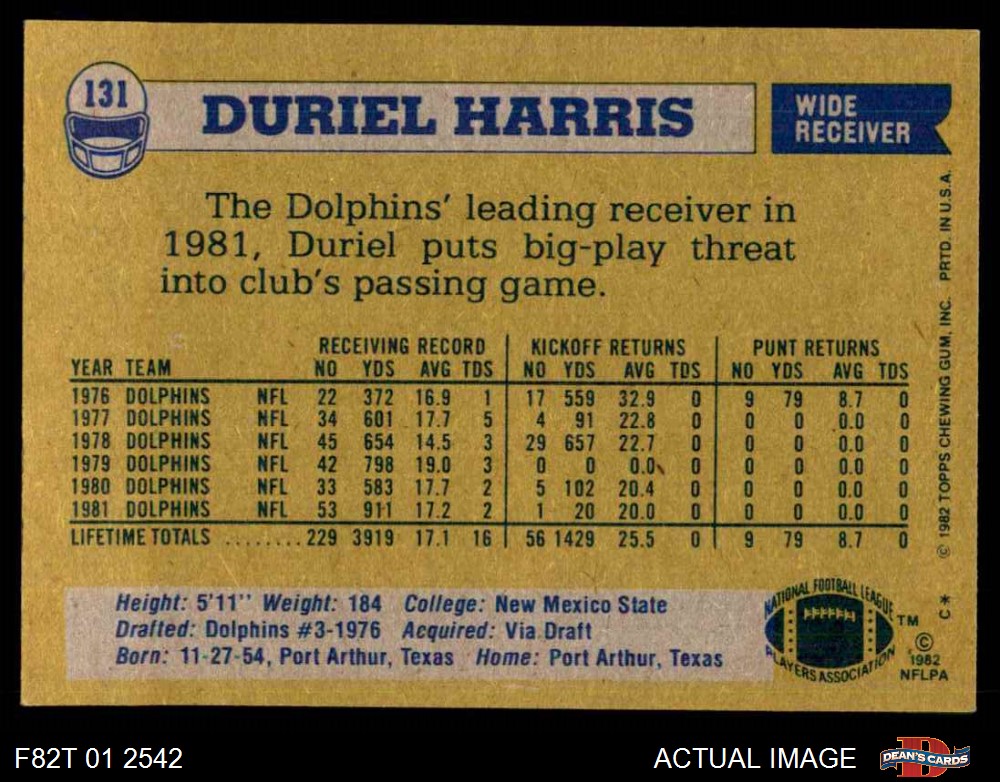 131
DURIEL HARRIS
WIDE
RECEIVER
The Dolphins' leading receiver in
1981, Duriel puts big-play threat
into club's passing game.
RECEIVING RECORD KICKOFF RETURNS PUNT RETURNS
YEAR TEAM NO YDS AVG TDS NO YDS AVG TDS NO YDS AVG TDS
1976 DOLPHINS NFL 22 372 16.9 1 17 559 32.9 0 9 79 8.7 0
1977 DOLPHINS NFL 34 601 17.7 5 4 91 22.8 0 0 0 0.0 0
1978 DOLPHINS NFL 45 654 14.5 3 29 657 22.7 0 0 0 0.0 0
1979 DOLPHINS NFL 42 798 19.0 3 0 0 0.0 0 0 0 0.0 0
1980 DOLPHINS NFL 33 583 17.7 2 5 102 20.4 0 0 0 0.0 0
1981 DOLPHINS NFL 53 911 17.2 2 1 20 20.0 0 0 0 0.0 0
LIFETIME TOTALS ........ 229 3919 17.1 16 56 1429 25.5 0 9 79 8.7 0
Height: 5'11" Weight: 184 College: New Mexico State
Drafted: Dolphins #3-1976 Acquired: Via Draft
Born: 11-27-54, Port Arthur, Texas Home: Port Arthur, Texas
NATIONAL FOOTBALL LEAGUE
PLAYERS ASSOCIATION
TM
©
1982
NFLPA
© 1982 TOPPS CHEWING GUM, INC. PRTD. IN U.S.A.
C*
F82T 01 2542
ACTUAL IMAGE
DEAN'S CARDS